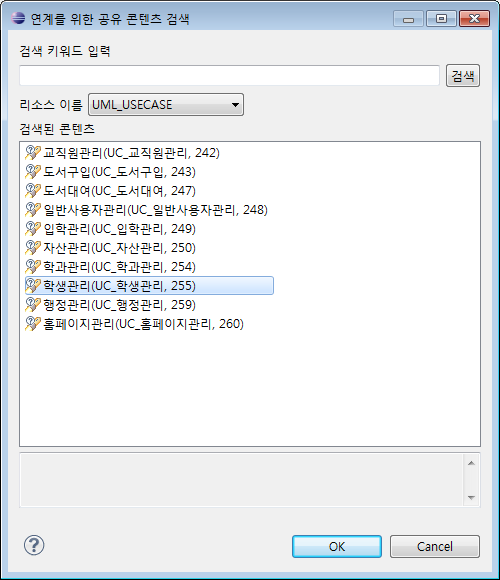 연계를 위한 공유 콘텐츠 검색
검색 키워드 입력
검색
리소스 이름 UML_USECASE
검색된 콘텐츠
교직원관리(UC_교직원관리, 242)
도서구입(UC_도서구입, 243)
도서대여(UC_도서대여, 247)
일반사용자관리(UC_일반사용자관리, 248)
입학관리(UC_입학관리, 249)
자산관리(UC_자산관리, 250)
학과관리(UC_학과관리, 254)
학생관리(UC_학생관리, 255)
행정관리(UC_행정관리, 259)
홈페이지관리(UC_홈페이지관리, 260)
OK Cancel